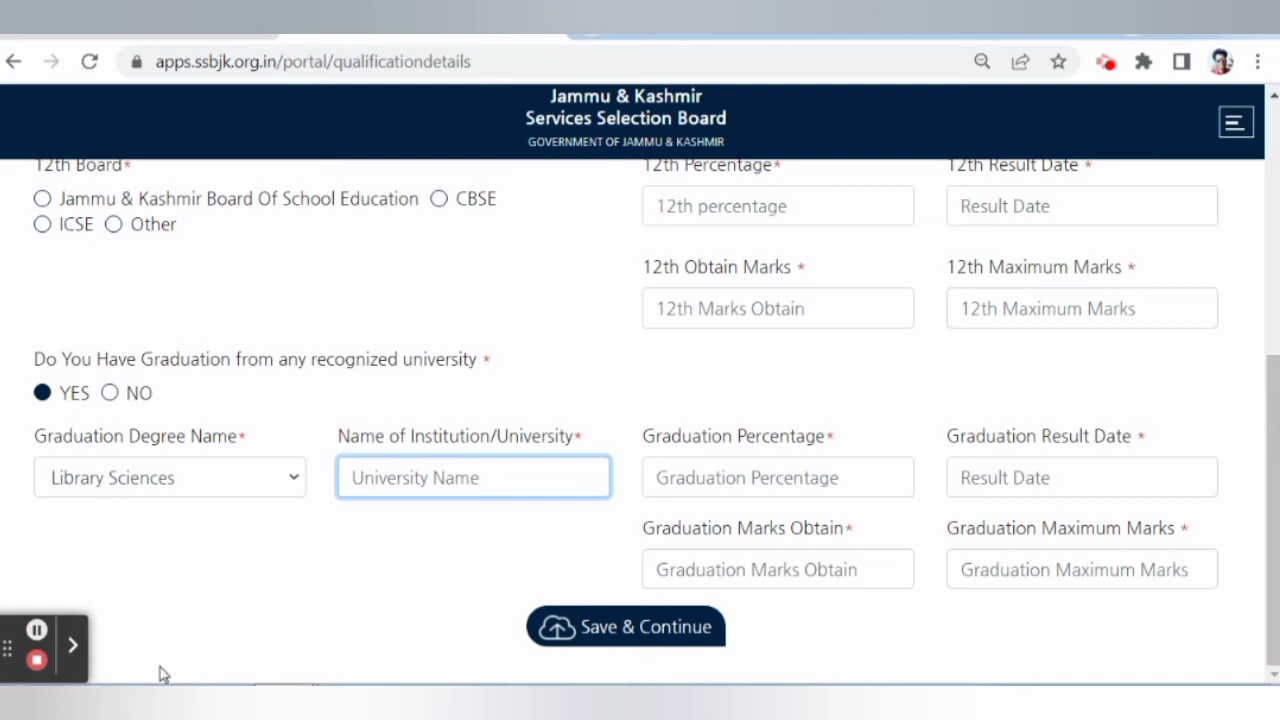 apps.ssbjk.org.in/portal/qualificationdetails
Jammu & Kashmir
Services Selection Board
GOVERNMENT OF JAMMU & KASHMIR
12th Board* 12th Percentage* 12th Result Date *
Jammu & Kashmir Board Of School Education CBSE 12th percentage Result Date
ICSE Other
12th Obtain Marks * 12th Maximum Marks *
12th Marks Obtain 12th Maximum Marks
Do You Have Graduation from any recognized university *
YES NO
Graduation Degree Name* Name of Institution/University* Graduation Percentage* Graduation Result Date *
Library Sciences University Name Graduation Percentage Result Date
Graduation Marks Obtain* Graduation Maximum Marks *
Graduation Marks Obtain Graduation Maximum Marks
Save & Continue